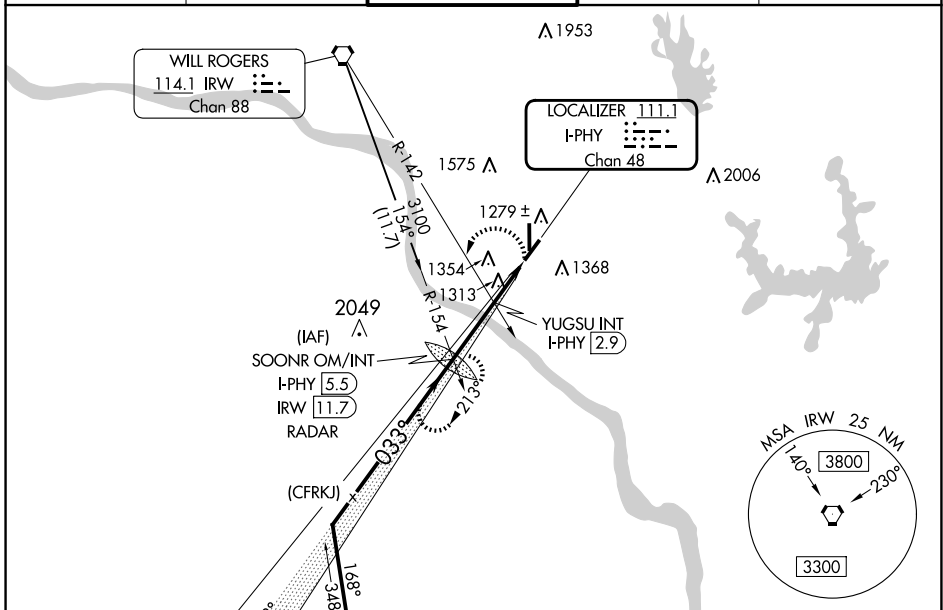 1953
WILL ROGERS
114.1 IRW
Chan 88
LOCALIZER 111.1
I-PHY
Chan 48
R-142
3100
154°
(11.7)
R-154
1575
2006
1279 ±
1354
1313
1368
2049
(IAF)
SOONR OM/INT
I-PHY 5.5
IRW 11.7
RADAR
YUGSU INT
I-PHY 2.9
213°
033°
(CFRKJ)
168°
348
MSA IRW 25 NM
140°
3800
230°
3300